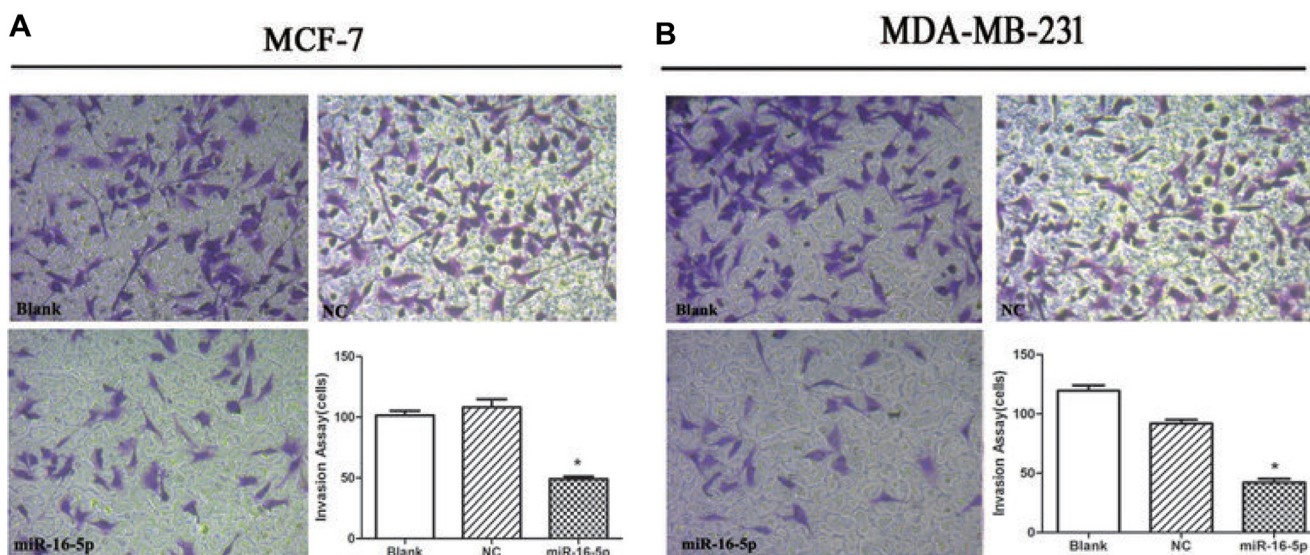 A
MCF-7
B
MDA-MB-231
Blank
NC
miR-16-5p
Invasion Assay(cells)
150
100
50
0
Blank
NC
miR-16-5p
*
Blank
NC
miR-16-5p
Invasion Assay(cells)
150
100
50
0
Blank
NC
miR-16-5p
*